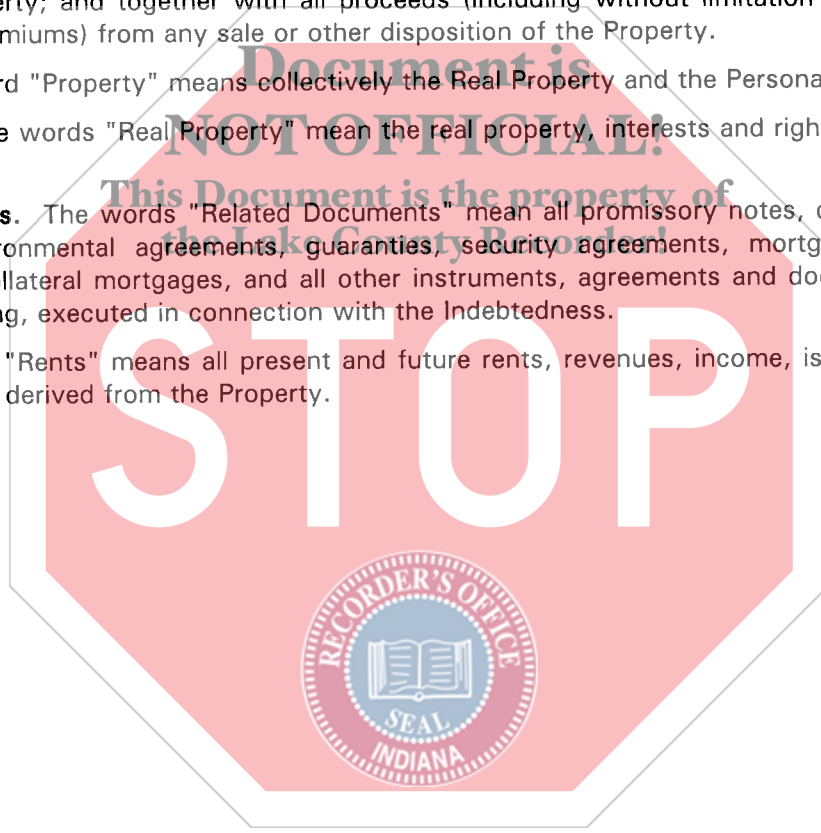 erty; and together with all proceeds (including without limitation
miums) from any sale or other disposition of the Property.
Document is
rd "Property" means collectively the Real Property and the Persona
NOT OFFICIAL!
e words "Real Property" mean the real property, interests and righ
This Document is the property of
s. The words "Related Documents" mean all promissory notes, c
the Lake County Recorder!
ronmental agreements, guaranties, security agreements, mortg
llateral mortgages, and all other instruments, agreements and do
ng, executed in connection with the Indebtedness.
"Rents" means all present and future rents, revenues, income, is
derived from the Property.
STOP
RECORDER'S OFFICE
SEAL
INDIANA